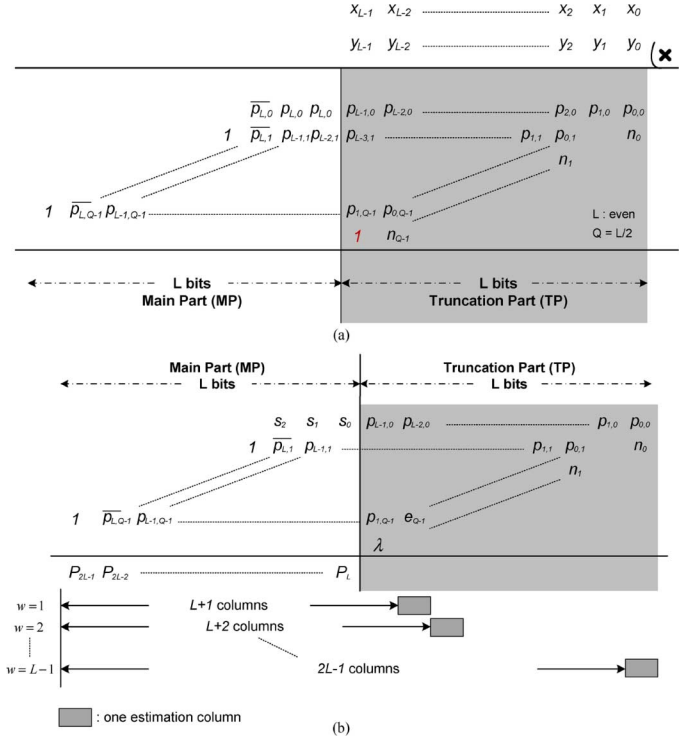 x_{L-1} x_{L-2} x_2 x_1 x_0
y_{L-1} y_{L-2} y_2 y_1 y_0 ×
\overline{p_{L,0}} p_{L,0} p_{L,0} p_{L-1,0} p_{L-2,0} p_{2,0} p_{1,0} p_{0,0}
1 \overline{p_{L,1}} p_{L-1,1} p_{L-2,1} p_{L-3,1} p_{1,1} p_{0,1} n_0
n_1
1 \overline{p_{L,Q-1}} p_{L-1,Q-1} p_{1,Q-1} p_{0,Q-1} L : even
1 n_{Q-1} Q = L/2
L bits L bits
Main Part (MP) Truncation Part (TP)
(a)
Main Part (MP) Truncation Part (TP)
L bits L bits
s_2 s_1 s_0 p_{L-1,0} p_{L-2,0} p_{1,0} p_{0,0}
1 \overline{p_{L,1}} p_{L-1,1} p_{1,1} p_{0,1} n_0
n_1
1 \overline{p_{L,Q-1}} p_{L-1,Q-1} p_{1,Q-1} e_{Q-1}
λ
P_{2L-1} P_{2L-2} P_L
w = 1 L+1 columns
w = 2 L+2 columns
w = L-1 2L-1 columns
: one estimation column
(b)